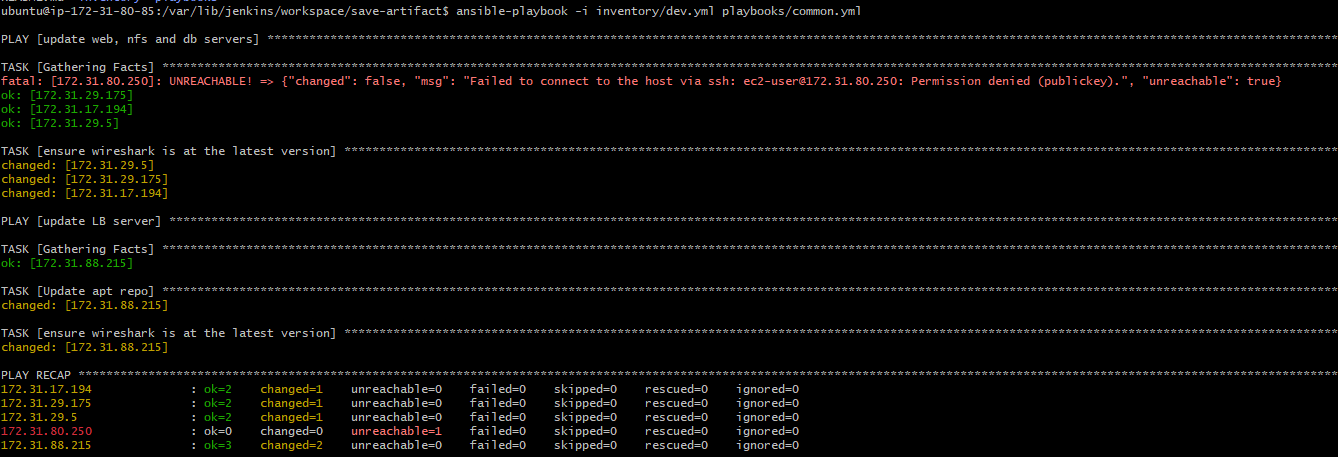 ubuntu@ip-172-31-80-85:/var/lib/jenkins/workspace/save-artifact$ ansible-playbook -i inventory/dev.yml playbooks/common.yml
PLAY [update web, nfs and db servers] ***
TASK [Gathering Facts] ***
fatal: [172.31.80.250]: UNREACHABLE! => {"changed": false, "msg": "Failed to connect to the host via ssh: ec2-user@172.31.80.250: Permission denied (publickey).", "unreachable": true}
ok: [172.31.29.175]
ok: [172.31.17.194]
ok: [172.31.29.5]
TASK [ensure wireshark is at the latest version] ***
changed: [172.31.29.5]
changed: [172.31.29.175]
changed: [172.31.17.194]
PLAY [update LB server] ***
TASK [Gathering Facts] ***
ok: [172.31.88.215]
TASK [Update apt repo] ***
changed: [172.31.88.215]
TASK [ensure wireshark is at the latest version] ***
changed: [172.31.88.215]
PLAY RECAP ***
172.31.17.194 : ok=2 changed=1 unreachable=0 failed=0 skipped=0 rescued=0 ignored=0
172.31.29.175 : ok=2 changed=1 unreachable=0 failed=0 skipped=0 rescued=0 ignored=0
172.31.29.5 : ok=2 changed=1 unreachable=0 failed=0 skipped=0 rescued=0 ignored=0
172.31.80.250 : ok=0 changed=0 unreachable=1 failed=0 skipped=0 rescued=0 ignored=0
172.31.88.215 : ok=3 changed=2 unreachable=0 failed=0 skipped=0 rescued=0 ignored=0